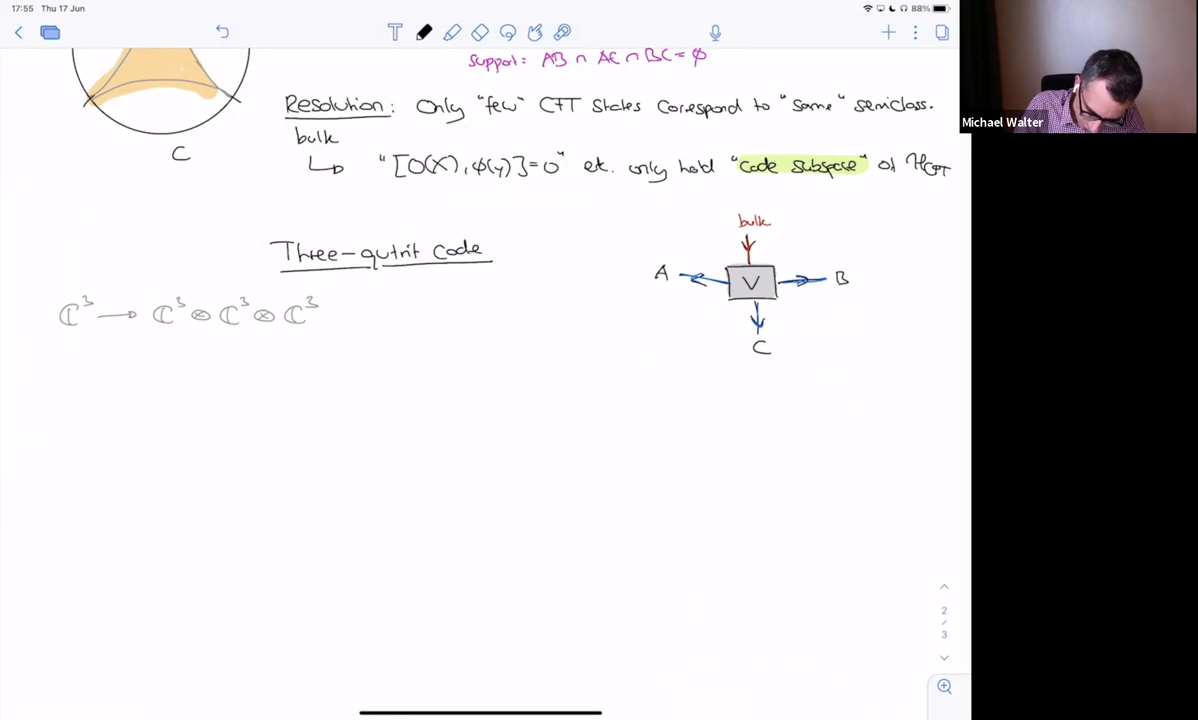 17:55 Thu 17 Jun
88%
T
Support: AB ∩ AC ∩ BC = ∅
Resolution: Only "few" CFT states correspond to "same" semiclass.
bulk
"[O(X), φ(y)] = 0" etc. only hold "code subspace" of H_CFT
C
Michael Walter
Three-qutrit code
bulk
A V B
C
ℂ³ → ℂ³ ⊗ ℂ³ ⊗ ℂ³
2
/
3